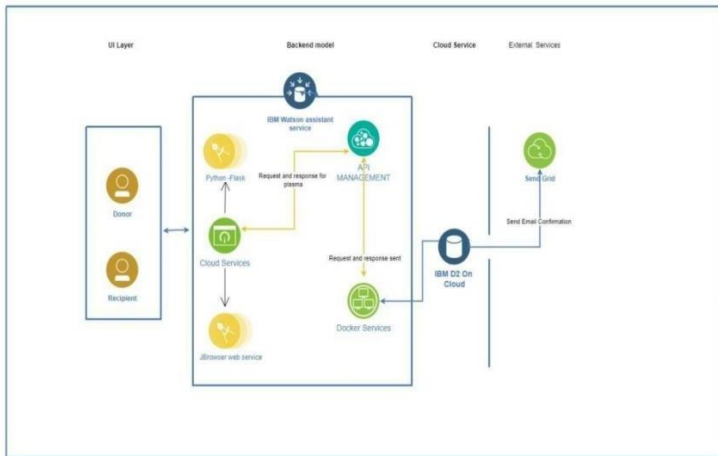 UI Layer
Backend model
Cloud Service
External Services
IBM Watson assistant
service
Python -Flask
Request and response for
plasma
API
MANAGEMENT
Send Grid
Donor
Send Email Confirmation
Cloud Services
Request and response sent
IBM D2 On
Cloud
Recipient
Docker Services
JBrowser web service